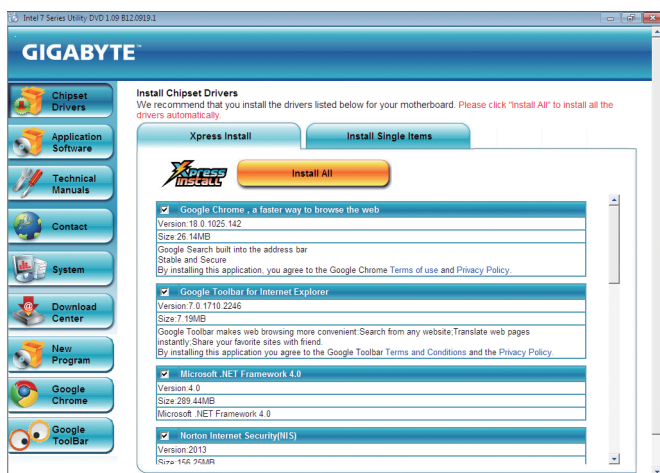 Intel 7 Series Utility DVD 1.09 B12.0919.1
GIGABYTE™
Chipset
Drivers
Application
Software
Technical
Manuals
Contact
System
Download
Center
New
Program
Google
Chrome
Google
ToolBar
Install Chipset Drivers
We recommend that you install the drivers listed below for your motherboard. Please click "Install All" to install all the
drivers automatically.
Xpress Install
Install Single Items
Xpress
Install
Install All
Google Chrome , a faster way to browse the web
Version:18.0.1025.142
Size:26.14MB
Google Search built into the address bar
Stable and Secure
By installing this application, you agree to the Google Chrome Terms of use and Privacy Policy.
Google Toolbar for Internet Explorer
Version:7.0.1710.2246
Size:7.19MB
Google Toolbar makes web browsing more convenient:Search from any website;Translate web pages
instantly;Share your favorite sites with friend.
By installing this application you agree to the Google Toolbar Terms and Conditions and the Privacy Policy.
Microsoft .NET Framework 4.0
Version:4.0
Size:289.44MB
Microsoft .NET Framework 4.0
Norton Internet Security(NIS)
Version:2013
Size:156.25MB